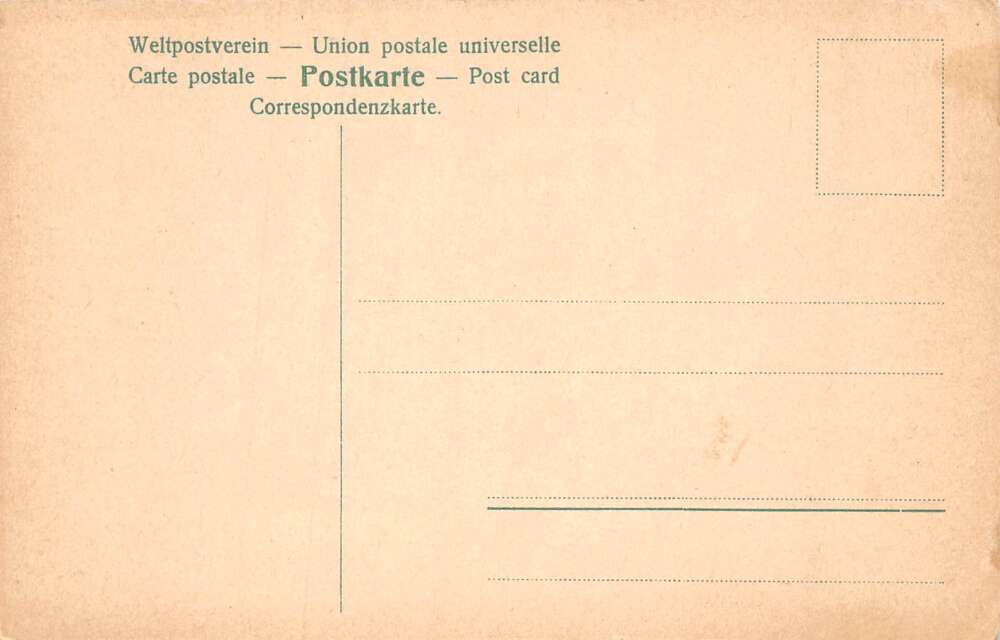 Weltpostverein — Union postale universelle
Carte postale — Postkarte — Post card
Correspondenzkarte.